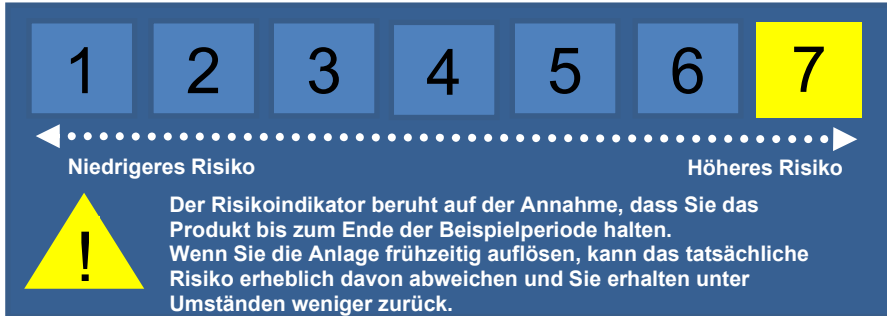 1 2 3 4 5 6 7
Niedrigeres Risiko Höheres Risiko
Der Risikoindikator beruht auf der Annahme, dass Sie das
Produkt bis zum Ende der Beispielperiode halten.
Wenn Sie die Anlage frühzeitig auflösen, kann das tatsächliche
Risiko erheblich davon abweichen und Sie erhalten unter
Umständen weniger zurück.
!